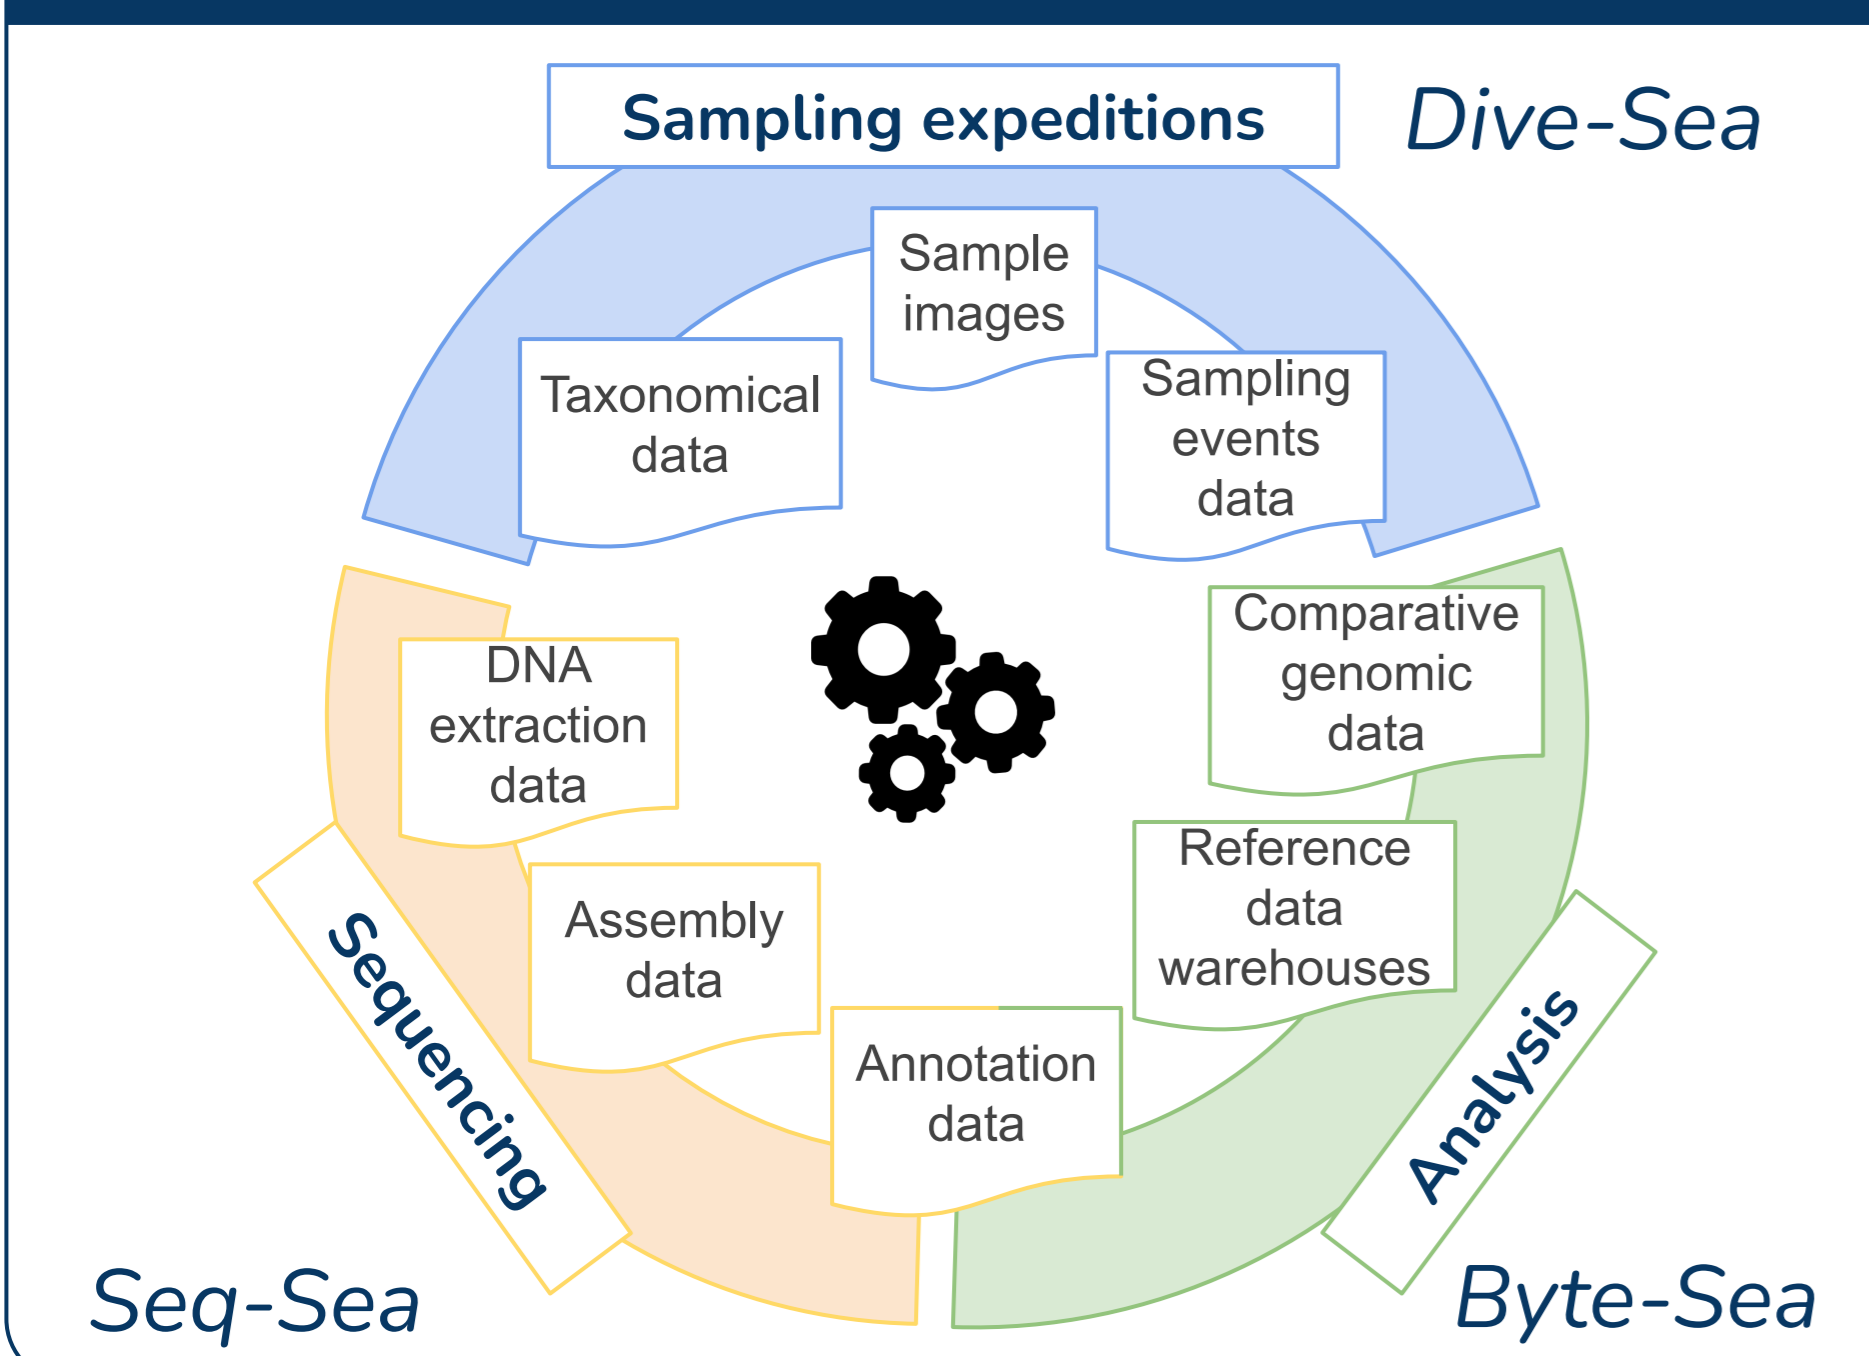 Sampling expeditions
Dive-Sea
Sample
images
Taxonomical
data
Sampling
events
data
DNA
extraction
data
Comparative
genomic
data
Assembly
data
Reference
data
warehouses
Annotation
data
Sequencing
Analysis
Seq-Sea
Byte-Sea